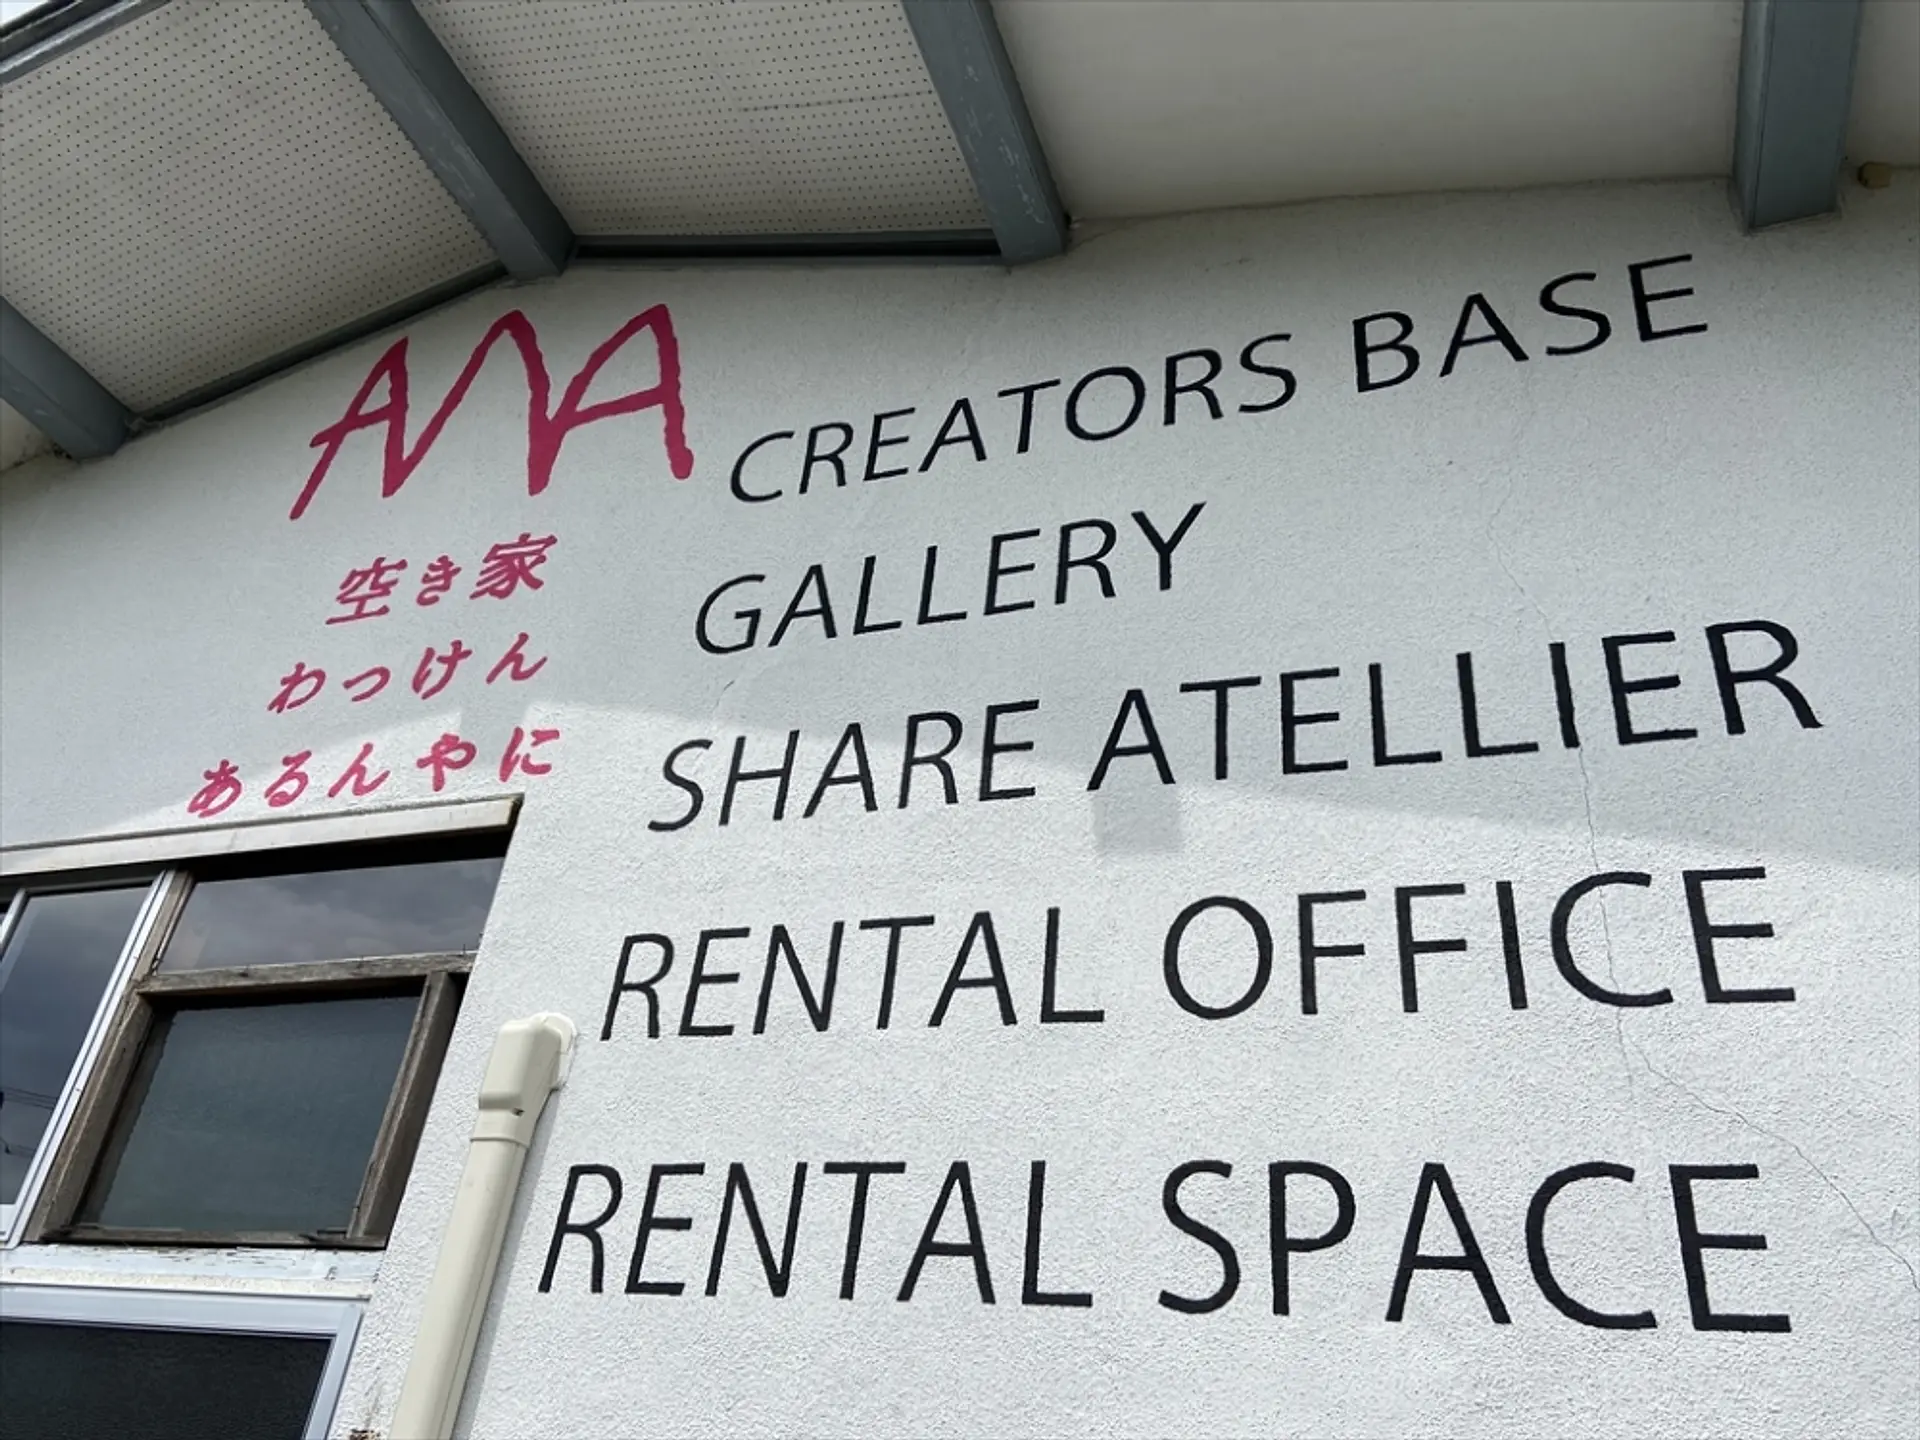 ANA
空き家
わっけん
あるんやに
CREATORS BASE
GALLERY
SHARE ATELLIER
RENTAL OFFICE
RENTAL SPACE